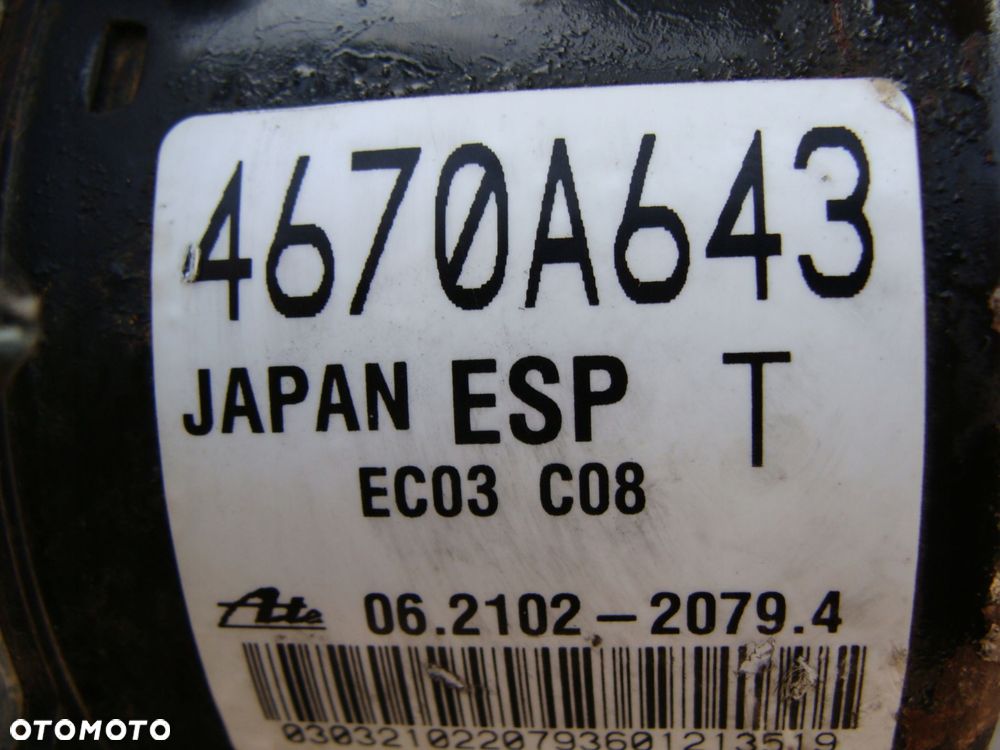 4670A643
JAPAN ESP T
EC03 C08
Ate 06.2102-2079.4
0303210220793601213519
OTOMOTO